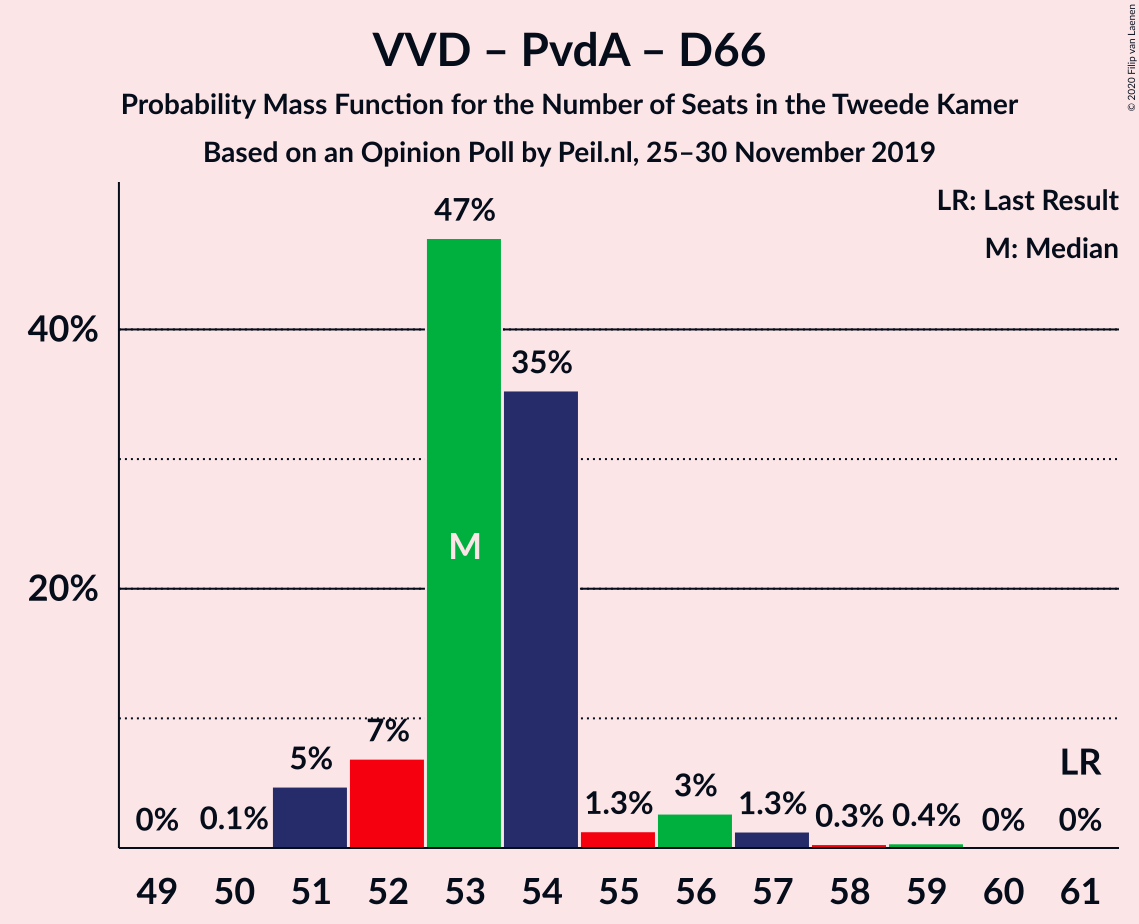 VVD – PvdA – D66
Probability Mass Function for the Number of Seats in the Tweede Kamer
Based on an Opinion Poll by Peil.nl, 25–30 November 2019
© 2020 Filip van Laenen
LR: Last Result
M: Median
47%
40%
35%
M
20%
7%
5%
LR
3%
1.3%
1.3%
0.3%
0.4%
0%
0.1%
0%
0%
49 50 51 52 53 54 55 56 57 58 59 60 61